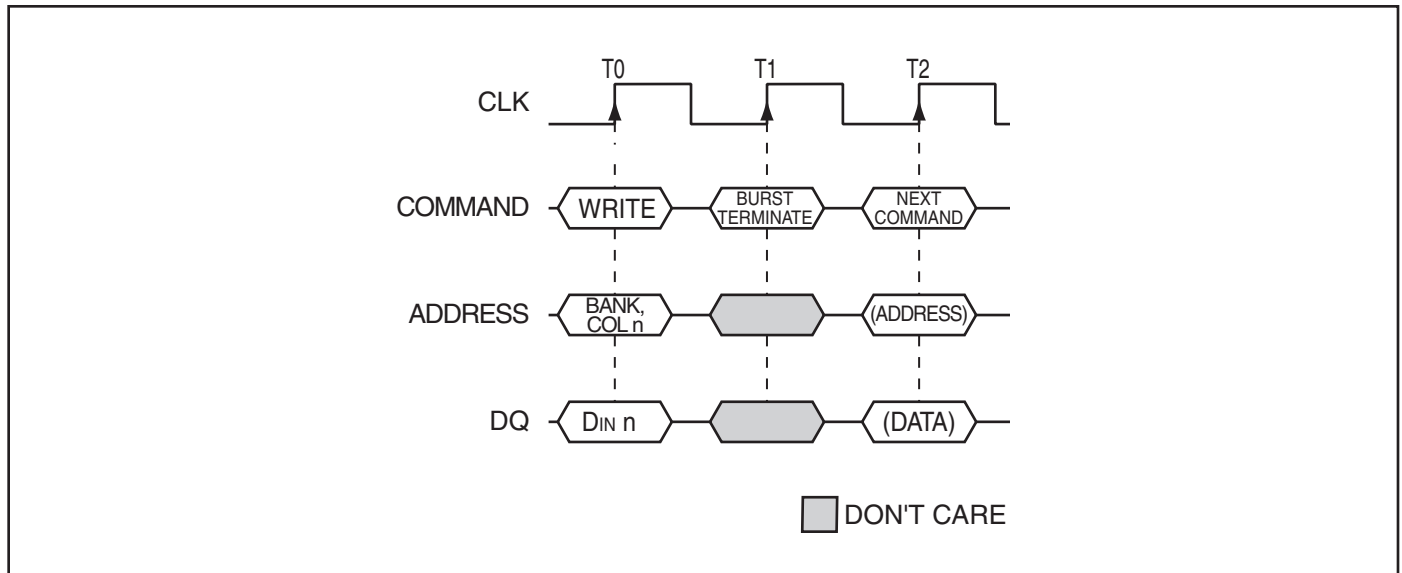 T0 T1 T2
CLK
COMMAND WRITE BURST TERMINATE NEXT COMMAND
ADDRESS BANK, COL n (ADDRESS)
DQ DIN n (DATA)
DON'T CARE